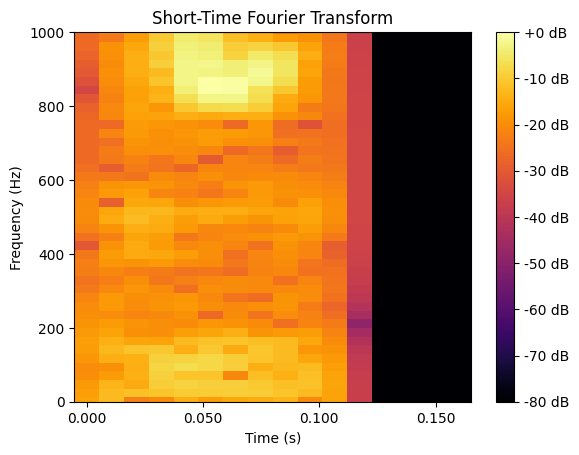 Short-Time Fourier Transform
1000
800
600
400
200
0
Frequency (Hz)
0.000
0.050
0.100
0.150
Time (s)
+0 dB
-10 dB
-20 dB
-30 dB
-40 dB
-50 dB
-60 dB
-70 dB
-80 dB